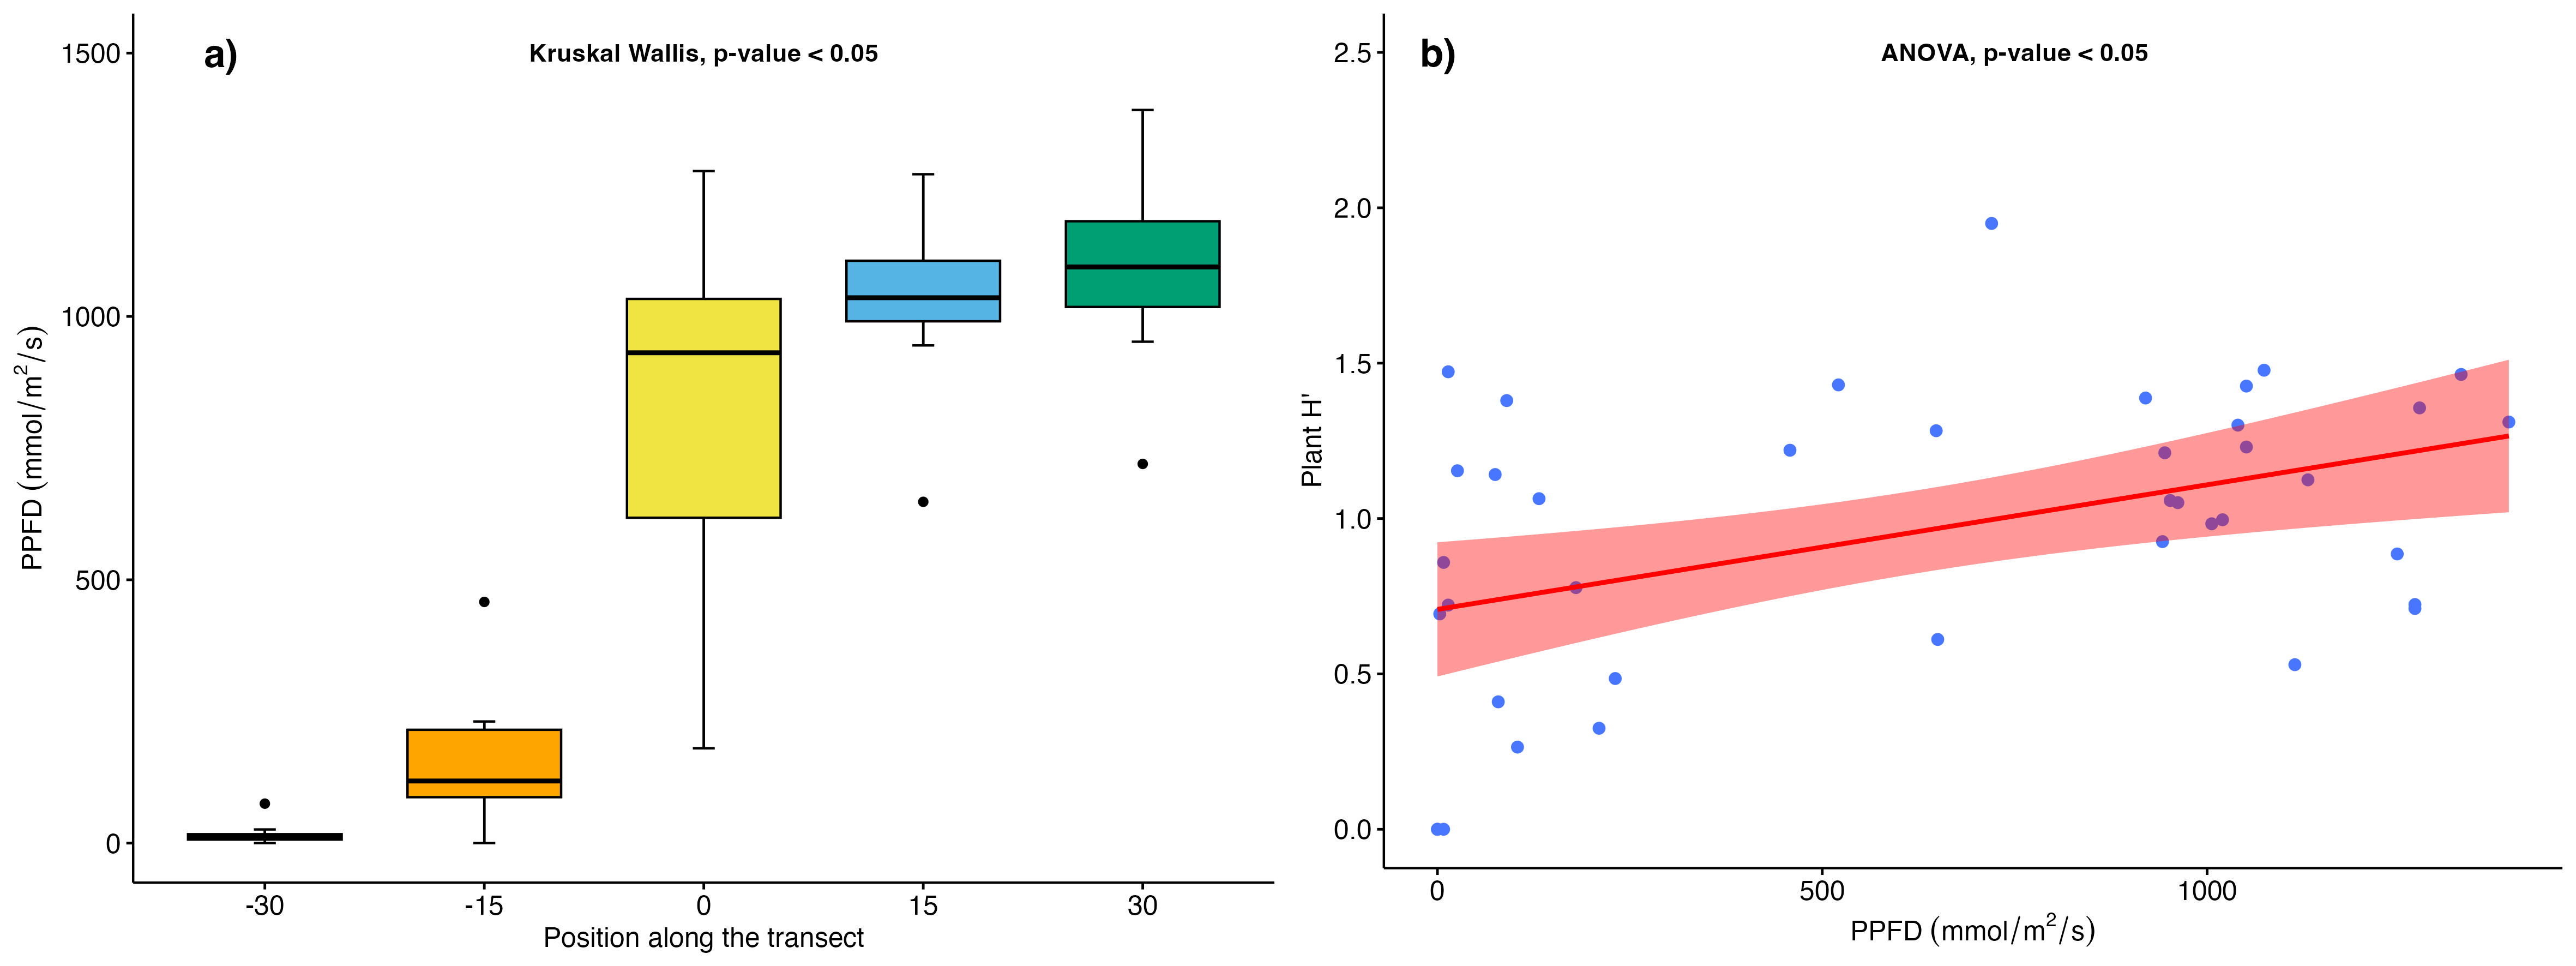 a)
Kruskal Wallis, p-value < 0.05
1500
1000
500
0
PPFD (mmol/m²/s)
-30 -15 0 15 30
Position along the transect
b)
ANOVA, p-value < 0.05
2.5
2.0
1.5
1.0
0.5
0.0
Plant H'
0 500 1000
PPFD (mmol/m²/s)